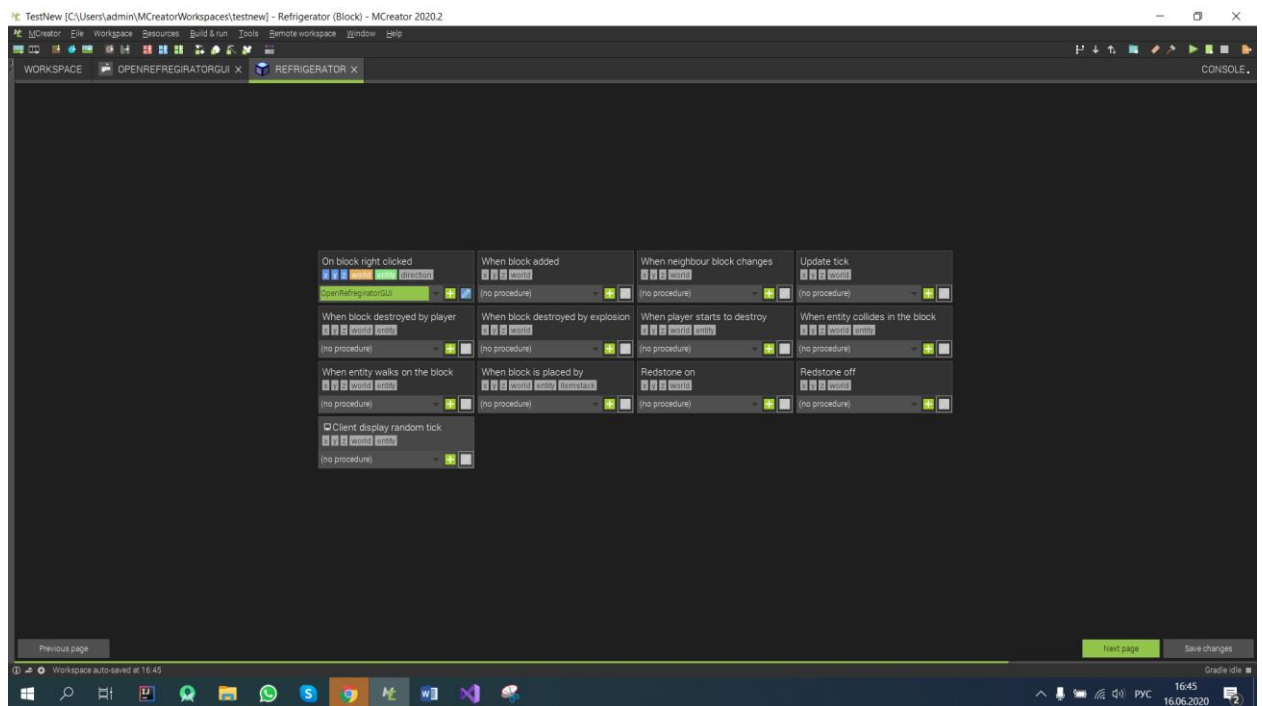 TestNew [C:\Users\admin\MCreatorWorkspaces\testnew] - Refrigerator (Block) - MCreator 2020.2
MCreator File Workspace Resources Build & run Tools Remote workspace Window Help
WORKSPACE OPENREFREGIRATORGUI × REFRIGERATOR × CONSOLE
On block right clicked When block added When neighbour block changes Update tick
x y z world entity direction x y z world x y z world x y z world
OpenRefregiratorGUI (no procedure) (no procedure) (no procedure)
When block destroyed by player When block destroyed by explosion When player starts to destroy When entity collides in the block
x y z world entity x y z world x y z world entity x y z world entity
(no procedure) (no procedure) (no procedure) (no procedure)
When entity walks on the block When block is placed by Redstone on Redstone off
x y z world entity x y z world entity itemstack x y z world x y z world
(no procedure) (no procedure) (no procedure) (no procedure)
Client display random tick
x y z world entity
(no procedure)
Previous page Next page Save changes
Workspace auto-saved at 16:45 Gradle idle
РУС 16:45
16.06.2020 2